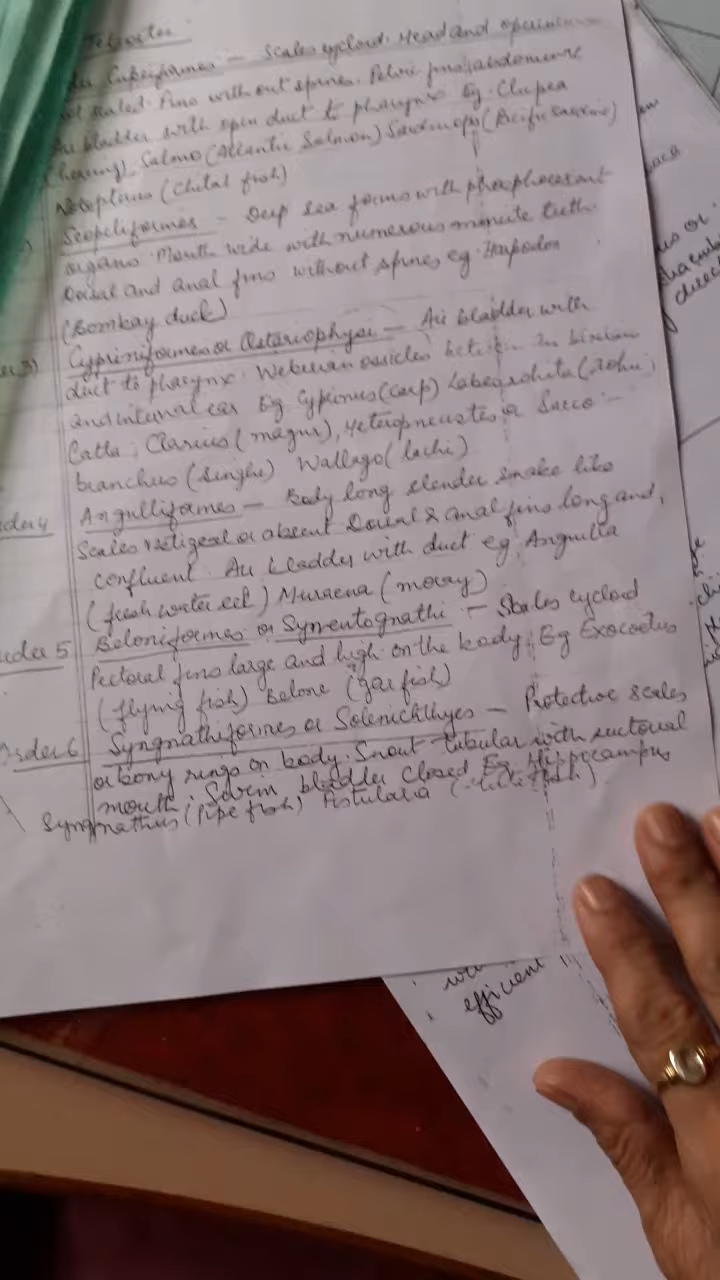 Clupeiformes - Scales cycloid. Head and operculum
not scaled. Fins without spines. Pelvic fins abdominal
Air bladder with open duct to pharynx Eg. Clupea
(herring), Salmo (Atlantic Salmon) Sardinops (Pacific sardine)
Notopterus (Chital fish)
Scopeliformes - Deep sea forms with phosphorescent
organs. Mouth wide with numerous minute teeth.
Dorsal and anal fins without spines, eg. Harpodon
(Bombay duck)
Cypriniformes or Ostariophysi - Air bladder with
duct to pharynx. Weberian ossicles between
and internal ear Eg Cyprinus (carp) Labeo rohita (rohu)
Catla, Clarius (magur), Heteropneustes or Sacco-
branchus (Singhi) Wallago (lachi)
Order 4 Angulliformes - Body long slender snake like
Scales vestigeal or absent Dorsal & anal fins long and,
confluent. Air bladder with duct eg Anguilla
(fresh water eel) Muraena (moray)
Order 5 Beloniformes or Synentognathi - Scales cycloid
Pectoral fins large and high on the body. Eg Exocoetus
(flying fish) Belone (garfish)
Order 6 Syngnathiformes or Solenichthyes - Protective scales
or bony rings on body. Snout tubular with suctorial
mouth; Swim bladder closed Eg. Hippocampus
Syngnathus (Pipe fish) Fistularia
efficient